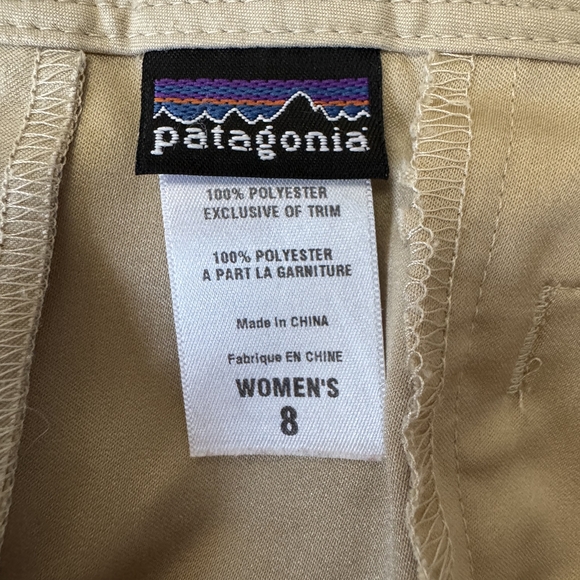 patagonia
100% POLYESTER
EXCLUSIVE OF TRIM
100% POLYESTER
A PART LA GARNITURE
Made In CHINA
Fabrique EN CHINE
WOMEN'S
8